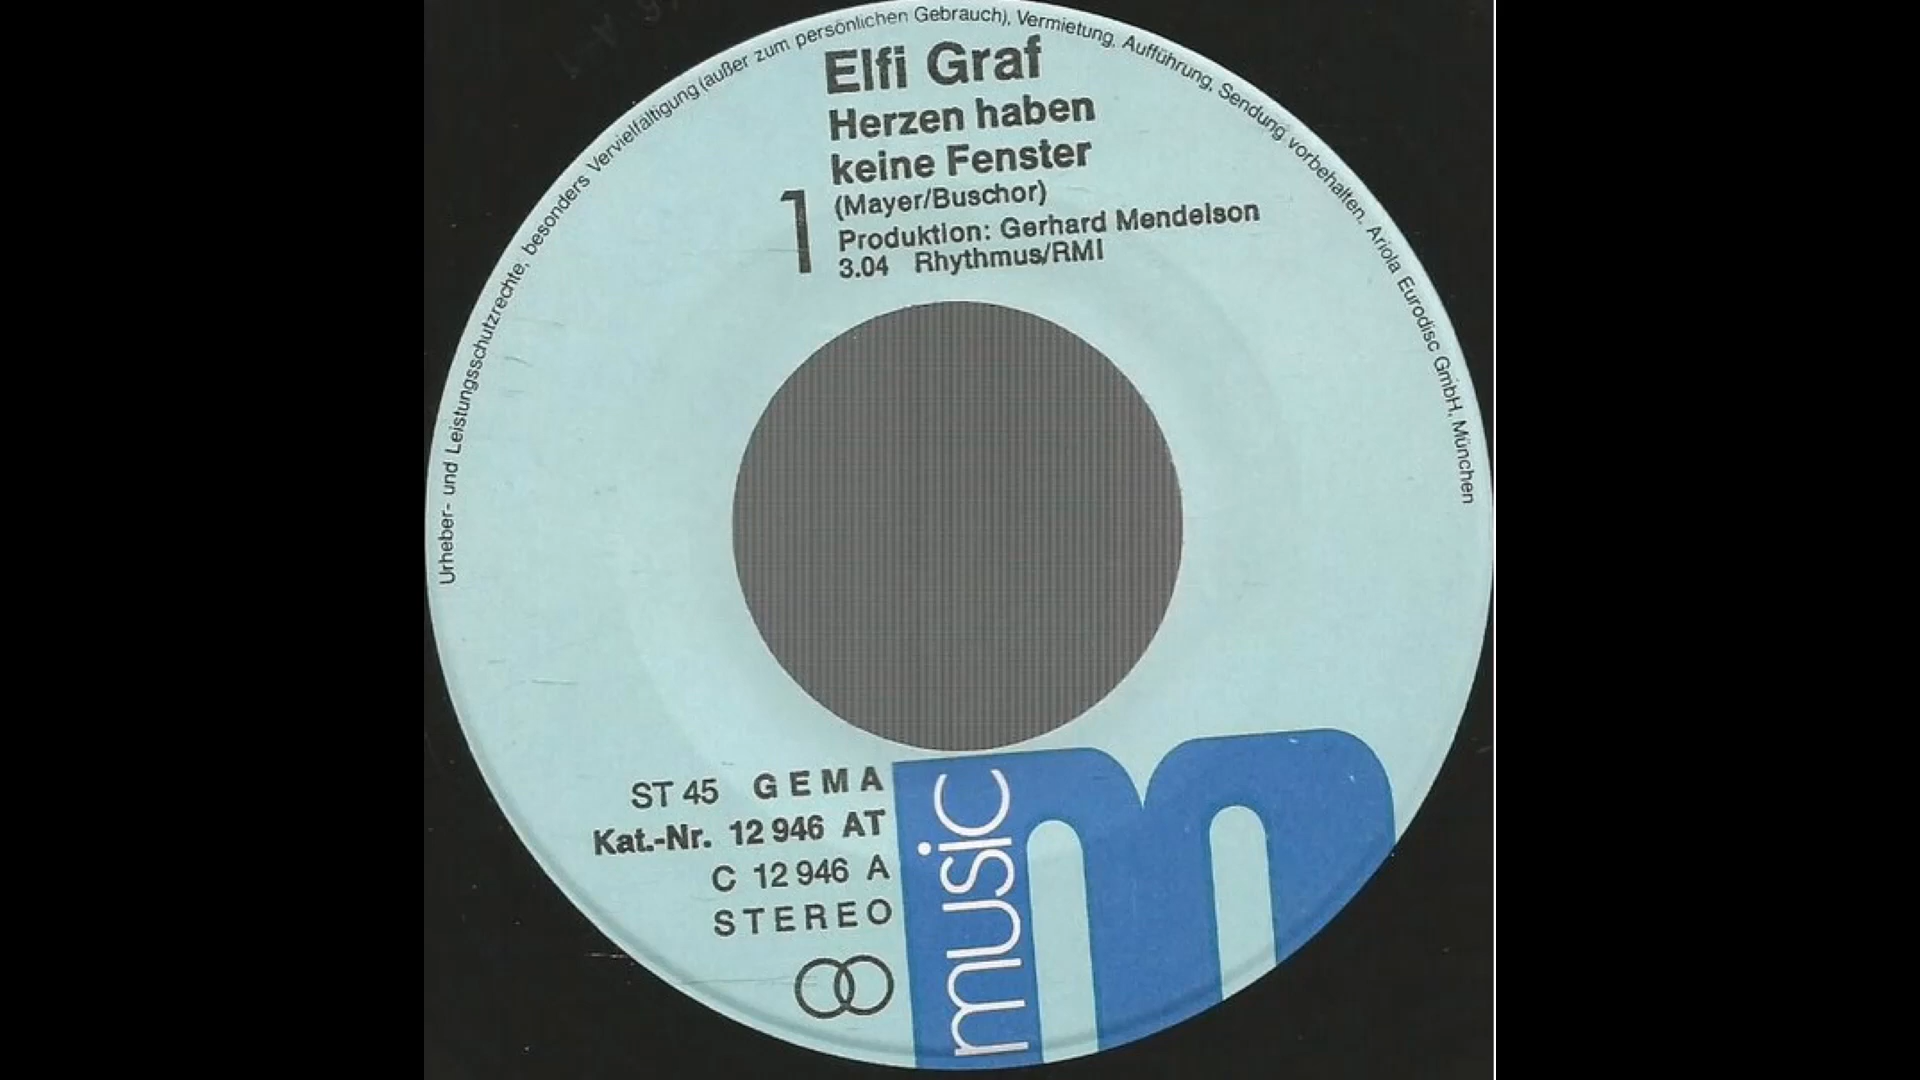 Urheber- und Leistungsschutzrechte, besonders Vervielfältigung (außer zum persönlichen Gebrauch), Vermietung, Aufführung, Sendung vorbehalten. Ariola Eurodisc GmbH, München
Elfi Graf
Herzen haben
keine Fenster
1
(Mayer/Buschor)
Produktion: Gerhard Mendelson
3.04 Rhythmus/RMI
ST 45 GEMA
Kat.-Nr. 12 946 AT
C 12 946 A
STEREO
music
m